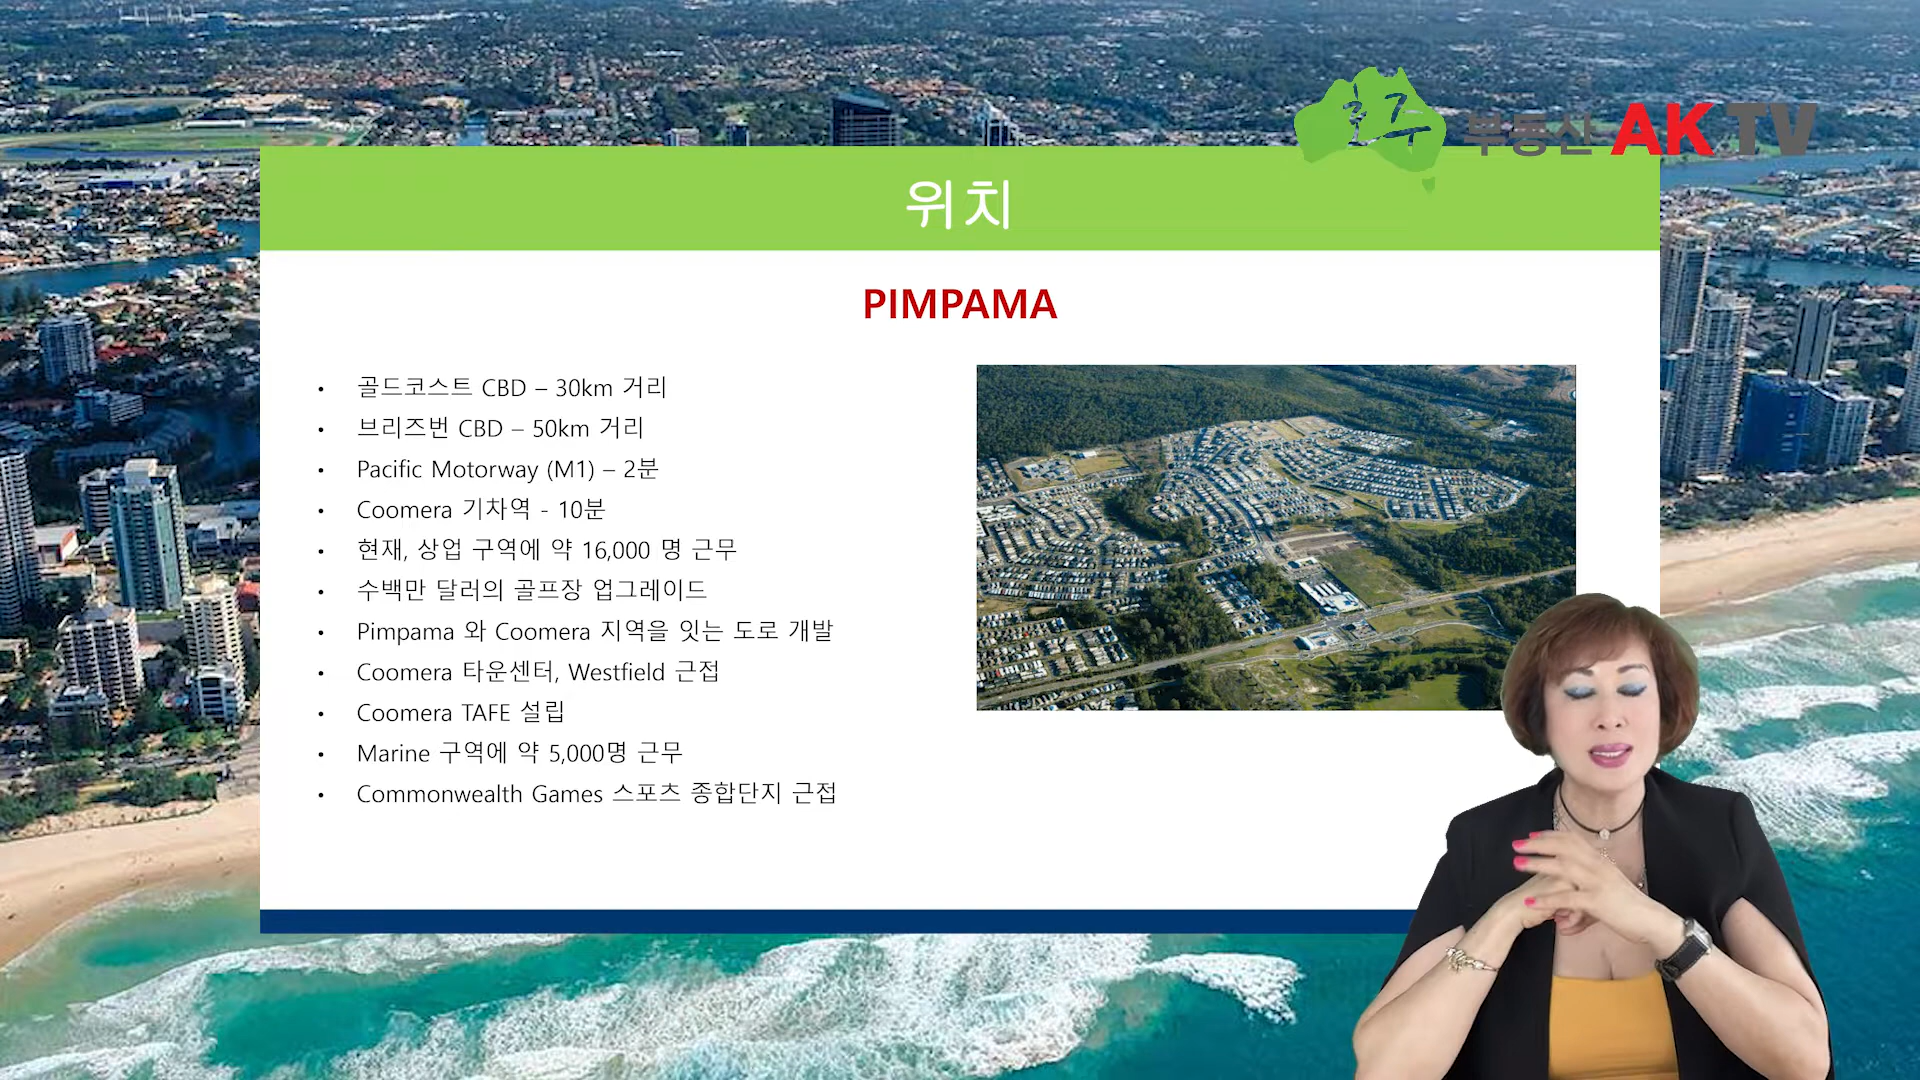 호주 부동산 AK TV
위치
PIMPAMA
• 골드코스트 CBD – 30km 거리
• 브리즈번 CBD – 50km 거리
• Pacific Motorway (M1) – 2분
• Coomera 기차역 - 10분
• 현재, 상업 구역에 약 16,000 명 근무
• 수백만 달러의 골프장 업그레이드
• Pimpama 와 Coomera 지역을 잇는 도로 개발
• Coomera 타운센터, Westfield 근접
• Coomera TAFE 설립
• Marine 구역에 약 5,000명 근무
• Commonwealth Games 스포츠 종합단지 근접